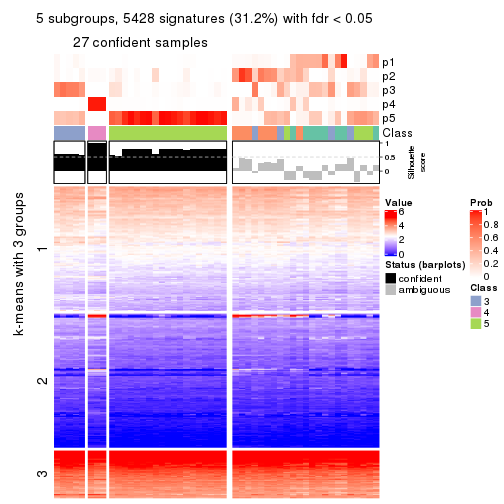 5 subgroups, 5428 signatures (31.2%) with fdr < 0.05
27 confident samples
p1
p2
p3
p4
p5
Class
1
0.5
0
Silhouette
score
k-means with 3 groups
1
2
3
Value
6
4
2
0
Status (barplots)
confident
ambiguous
Prob
1
0.8
0.6
0.4
0.2
0
Class
3
4
5